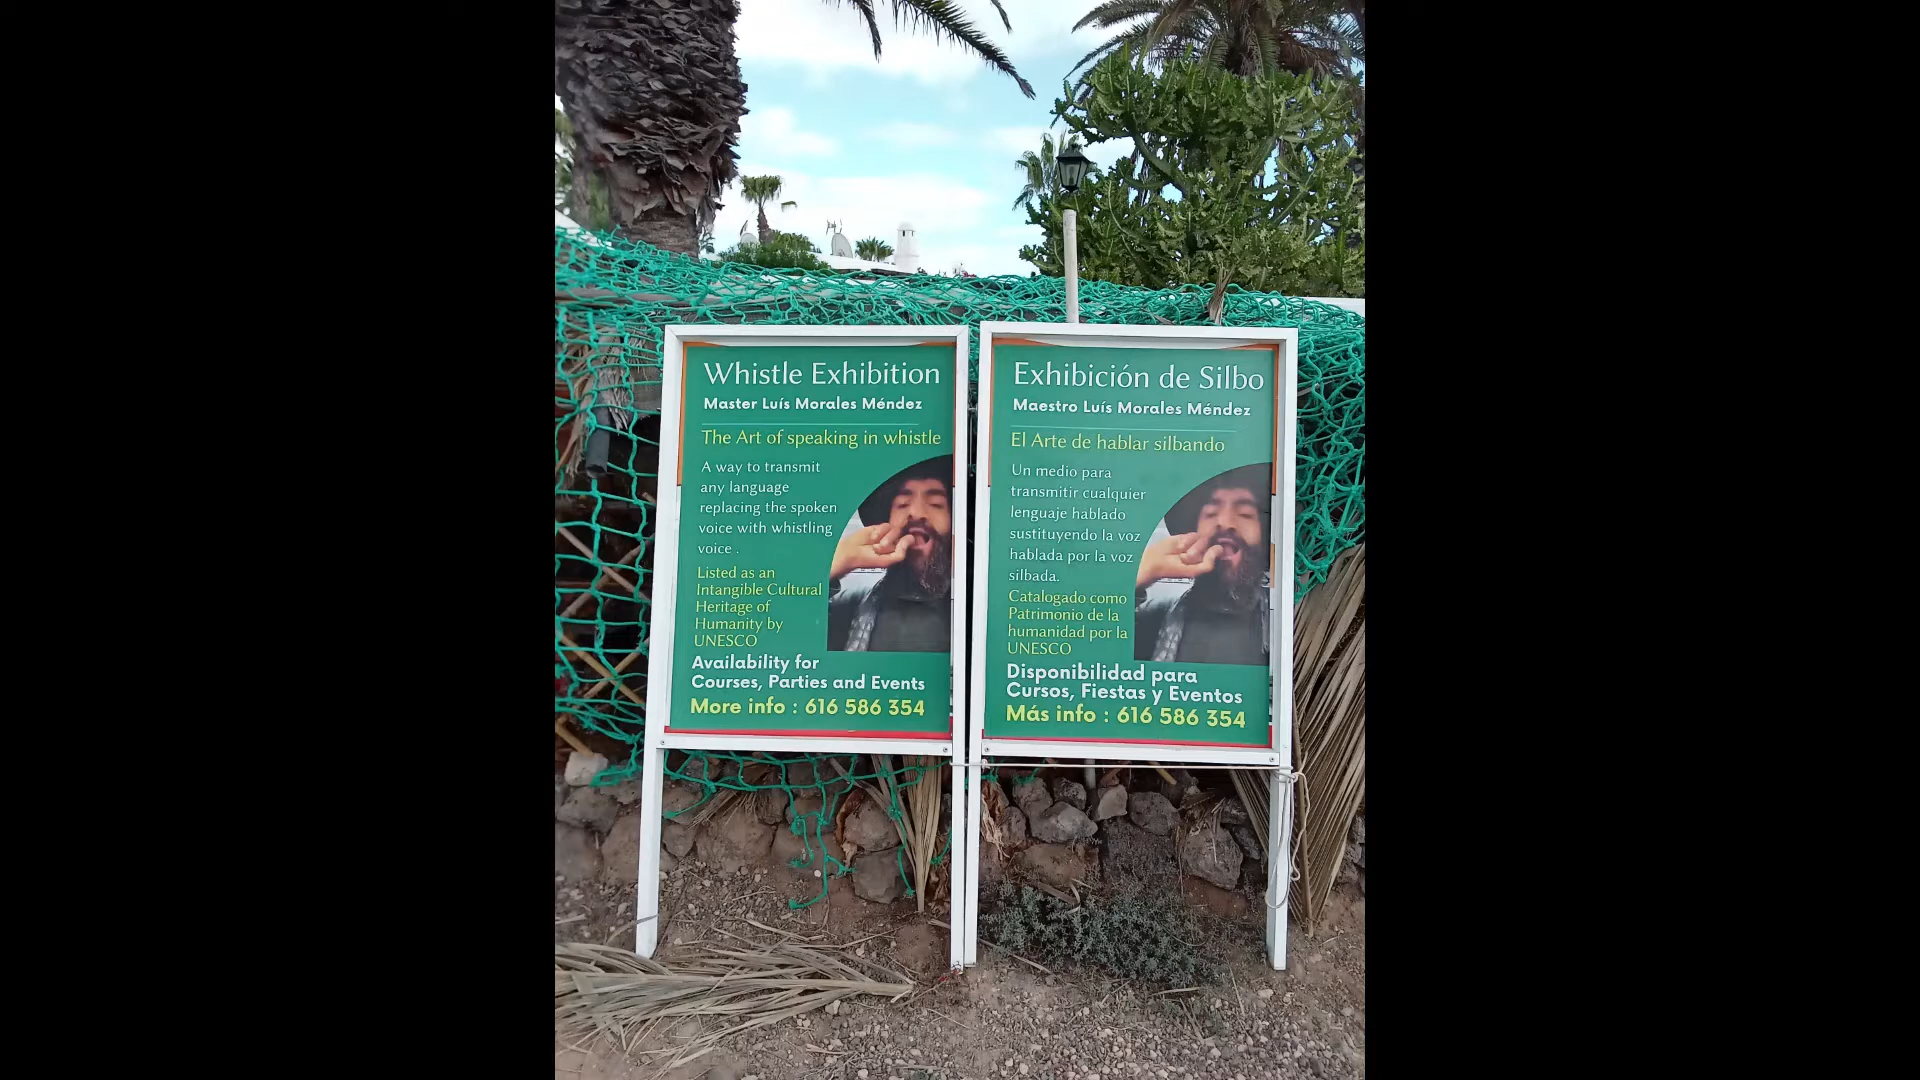 Whistle Exhibition
Master Luís Morales Méndez
The Art of speaking in whistle
A way to transmit
any language
replacing the spoken
voice with whistling
voice .
Listed as an
Intangible Cultural
Heritage of
Humanity by
UNESCO
Availability for
Courses, Parties and Events
More info : 616 586 354
Exhibición de Silbo
Maestro Luís Morales Méndez
El Arte de hablar silbando
Un medio para
transmitir cualquier
lenguaje hablado
sustituyendo la voz
hablada por la voz
silbada.
Catalogado como
Patrimonio de la
humanidad por la
UNESCO
Disponibilidad para
Cursos, Fiestas y Eventos
Más info : 616 586 354